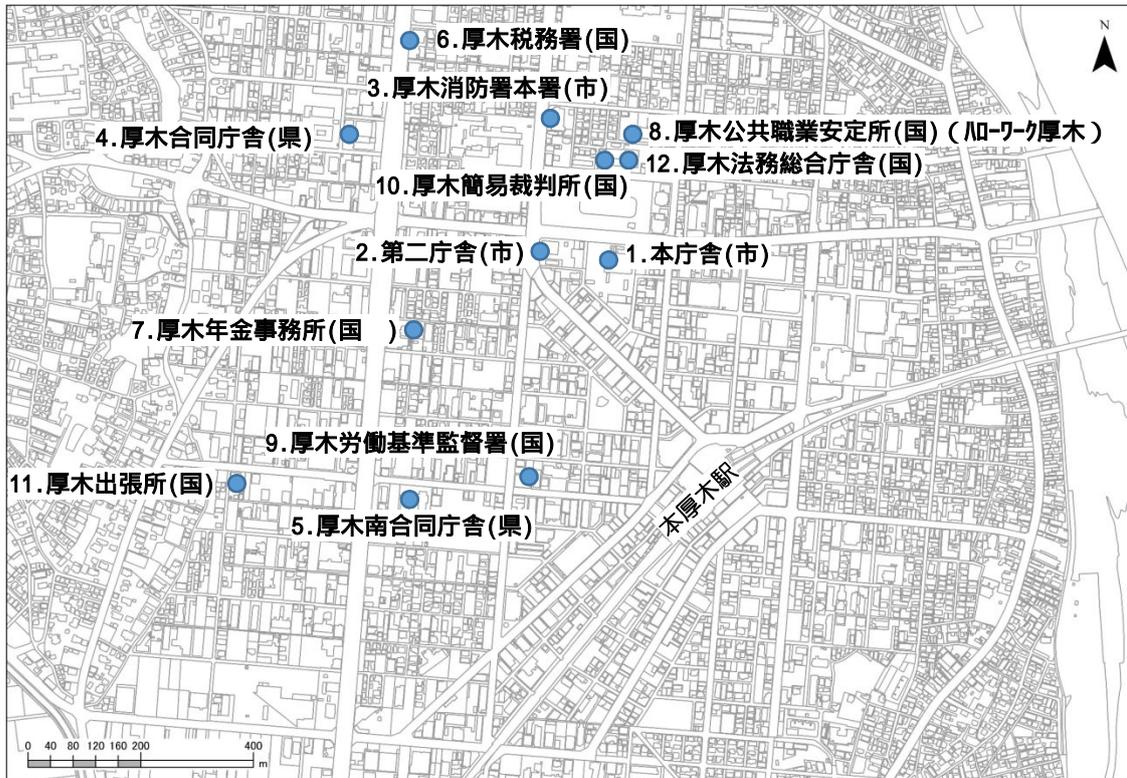 N
6.厚木税務署(国)
3.厚木消防署本署(市)
4.厚木合同庁舎(県)
8.厚木公共職業安定所(国)(ﾊﾛｰﾜｰｸ厚木)
12.厚木法務総合庁舎(国)
10.厚木簡易裁判所(国)
2.第二庁舎(市)
1.本庁舎(市)
7.厚木年金事務所(国　)
9.厚木労働基準監督署(国)
11.厚木出張所(国)
5.厚木南合同庁舎(県)
本厚木駅
0 40 80 120 160 200 400
m